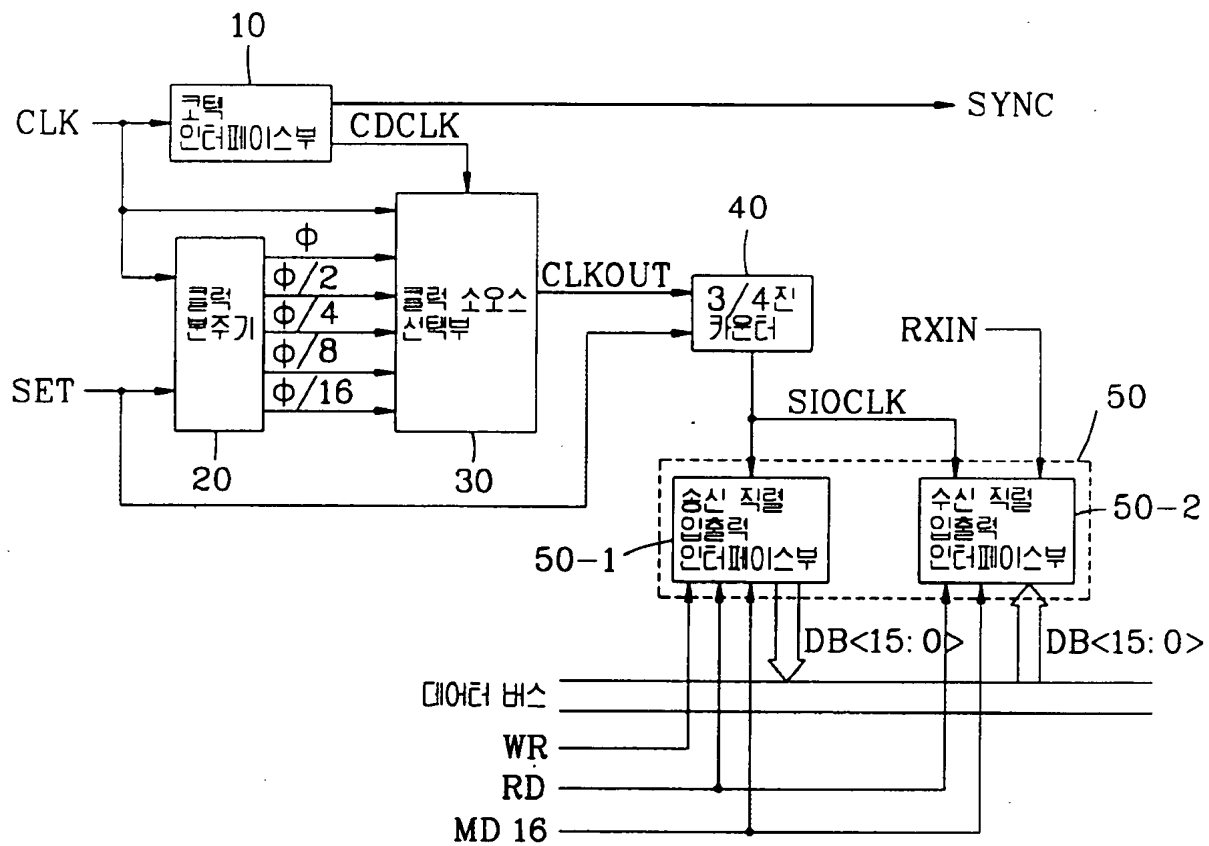 10
코덱
인터페이스부
CLK
SYNC
CDCLK
40
Φ
Φ/2
Φ/4
Φ/8
Φ/16
클럭
분주기
클럭 소오스
선택부
CLKOUT
3/4진
카운터
RXIN
SET
SIOCLK
50
20
30
송신 직렬
입출력
인터페이스부
수신 직렬
입출력
인터페이스부
50-1
50-2
DB<15:0>
DB<15:0>
데이터 버스
WR
RD
MD 16